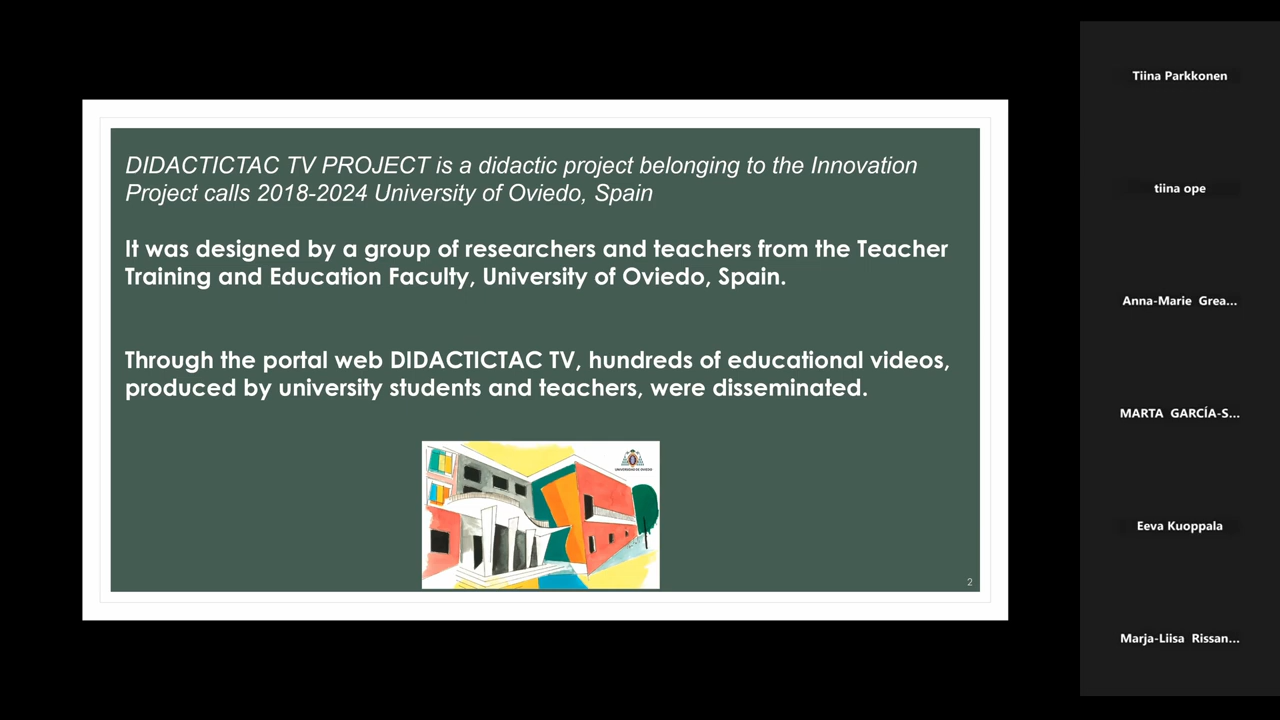 DIDACTICTAC TV PROJECT is a didactic project belonging to the Innovation
Project calls 2018-2024 University of Oviedo, Spain
It was designed by a group of researchers and teachers from the Teacher
Training and Education Faculty, University of Oviedo, Spain.
Through the portal web DIDACTICTAC TV, hundreds of educational videos,
produced by university students and teachers, were disseminated.
UNIVERSIDAD DE OVIEDO
2
Tiina Parkkonen
tiina ope
Anna-Marie Grea...
MARTA GARCÍA-S...
Eeva Kuoppala
Marja-Liisa Rissan...